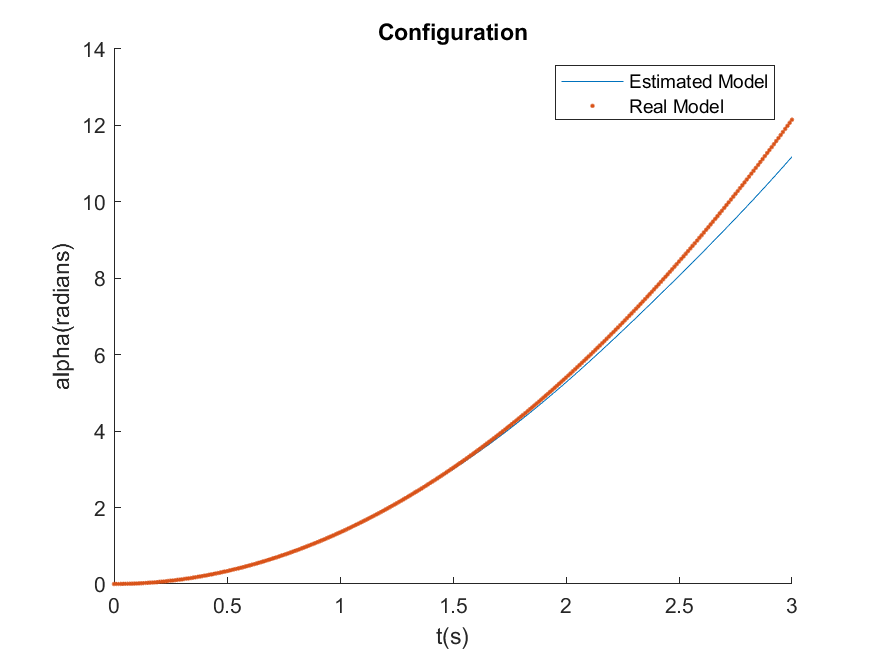 Configuration
Estimated Model
Real Model
14
12
10
8
6
4
2
0
alpha(radians)
0 0.5 1 1.5 2 2.5 3
t(s)